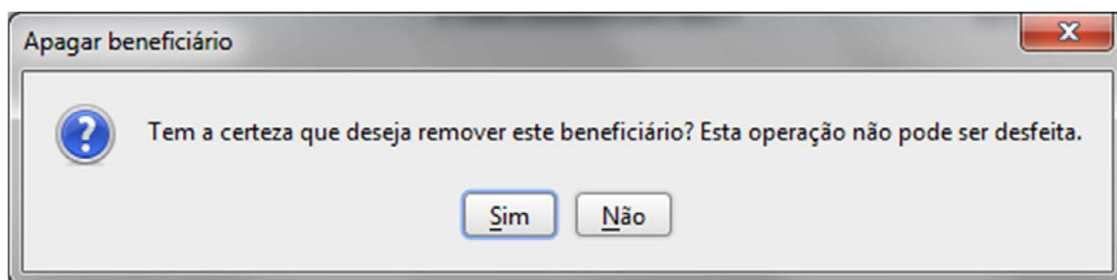 Apagar beneficiário
Tem a certeza que deseja remover este beneficiário? Esta operação não pode ser desfeita.
Sim Não